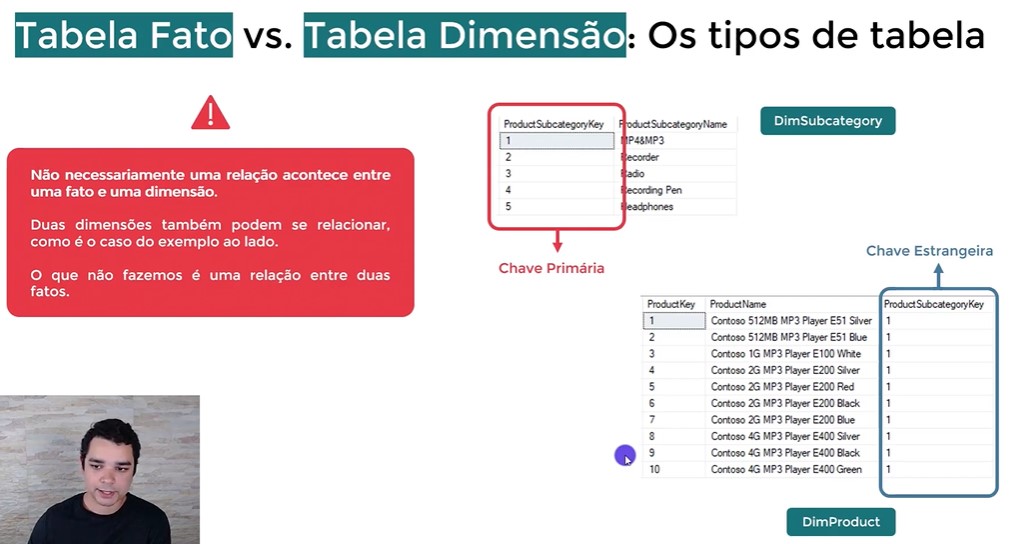 Tabela Fato vs. Tabela Dimensão: Os tipos de tabela
Não necessariamente uma relação acontece entre
uma fato e uma dimensão.
Duas dimensões também podem se relacionar,
como é o caso do exemplo ao lado.
O que não fazemos é uma relação entre duas
fatos.
ProductSubcategoryKey ProductSubcategoryName
1 MP4&MP3
2 Recorder
3 Radio
4 Recording Pen
5 Headphones
DimSubcategory
Chave Primária
Chave Estrangeira
ProductKey ProductName ProductSubcategoryKey
1 Contoso 512MB MP3 Player E51 Silver 1
2 Contoso 512MB MP3 Player E51 Blue 1
3 Contoso 1G MP3 Player E100 White 1
4 Contoso 2G MP3 Player E200 Silver 1
5 Contoso 2G MP3 Player E200 Red 1
6 Contoso 2G MP3 Player E200 Black 1
7 Contoso 2G MP3 Player E200 Blue 1
8 Contoso 4G MP3 Player E400 Silver 1
9 Contoso 4G MP3 Player E400 Black 1
10 Contoso 4G MP3 Player E400 Green 1
DimProduct